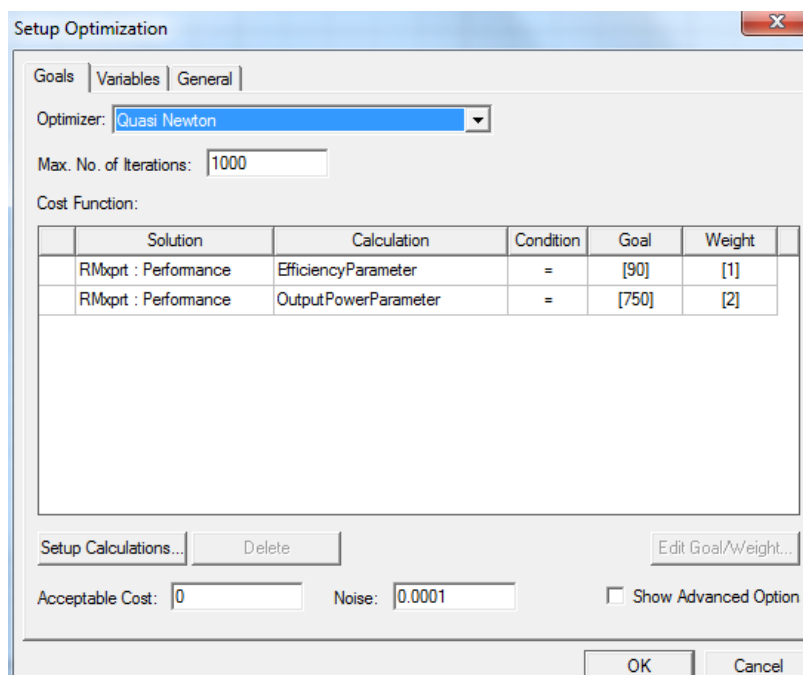 Setup Optimization
Goals Variables General
Optimizer: Quasi Newton
Max. No. of Iterations: 1000
Cost Function:
Solution Calculation Condition Goal Weight
RMxprt : Performance EfficiencyParameter = [90] [1]
RMxprt : Performance OutputPowerParameter = [750] [2]
Setup Calculations... Delete Edit Goal/Weight...
Acceptable Cost: 0 Noise: 0.0001 Show Advanced Option
OK Cancel